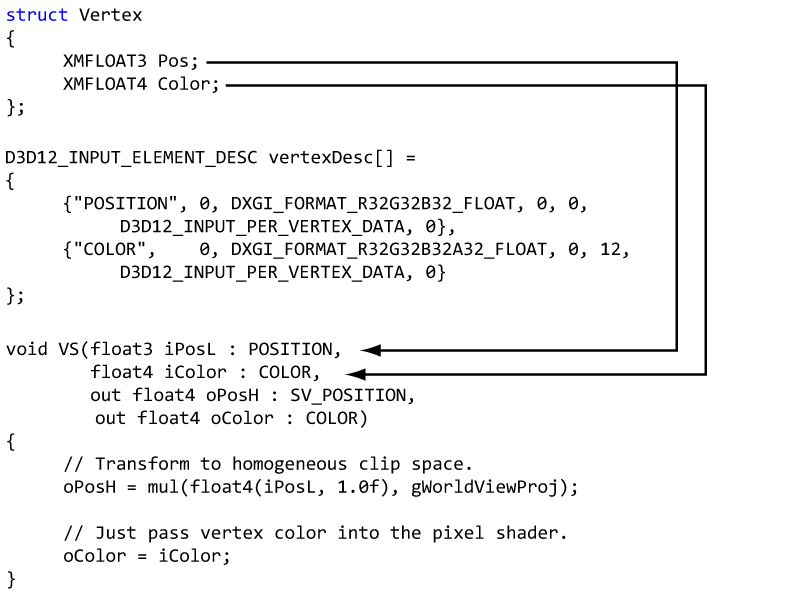 struct Vertex
{
XMFLOAT3 Pos;
XMFLOAT4 Color;
};
D3D12_INPUT_ELEMENT_DESC vertexDesc[] =
{
{"POSITION", 0, DXGI_FORMAT_R32G32B32_FLOAT, 0, 0,
D3D12_INPUT_PER_VERTEX_DATA, 0},
{"COLOR", 0, DXGI_FORMAT_R32G32B32A32_FLOAT, 0, 12,
D3D12_INPUT_PER_VERTEX_DATA, 0}
};
void VS(float3 iPosL : POSITION,
float4 iColor : COLOR,
out float4 oPosH : SV_POSITION,
out float4 oColor : COLOR)
{
// Transform to homogeneous clip space.
oPosH = mul(float4(iPosL, 1.0f), gWorldViewProj);
// Just pass vertex color into the pixel shader.
oColor = iColor;
}